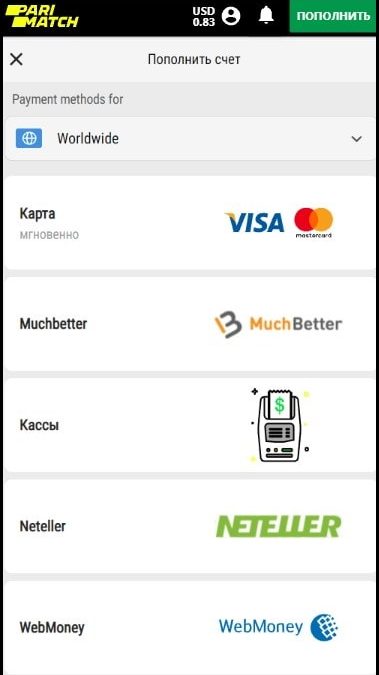 PARI
MATCH
USD
0.83
ПОПОЛНИТЬ
Пополнить счет
Payment methods for
Worldwide
Карта
мгновенно
VISA
mastercard
Muchbetter
MuchBetter
Кассы
$
Neteller
NETELLER
WebMoney
WebMoney